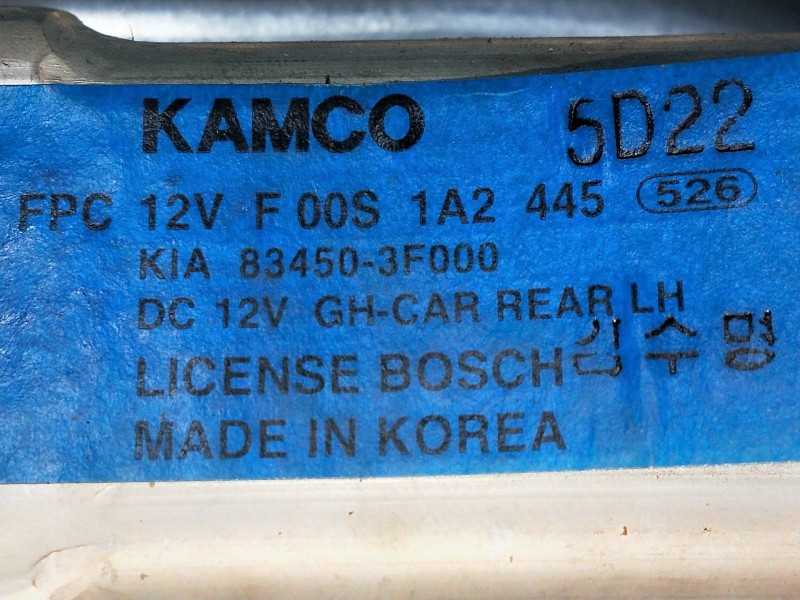 KAMCO 5D22
FPC 12V F 00S 1A2 445 526
KIA 83450-3F000
DC 12V GH-CAR REAR LH
LICENSE BOSCH 김수명
MADE IN KOREA